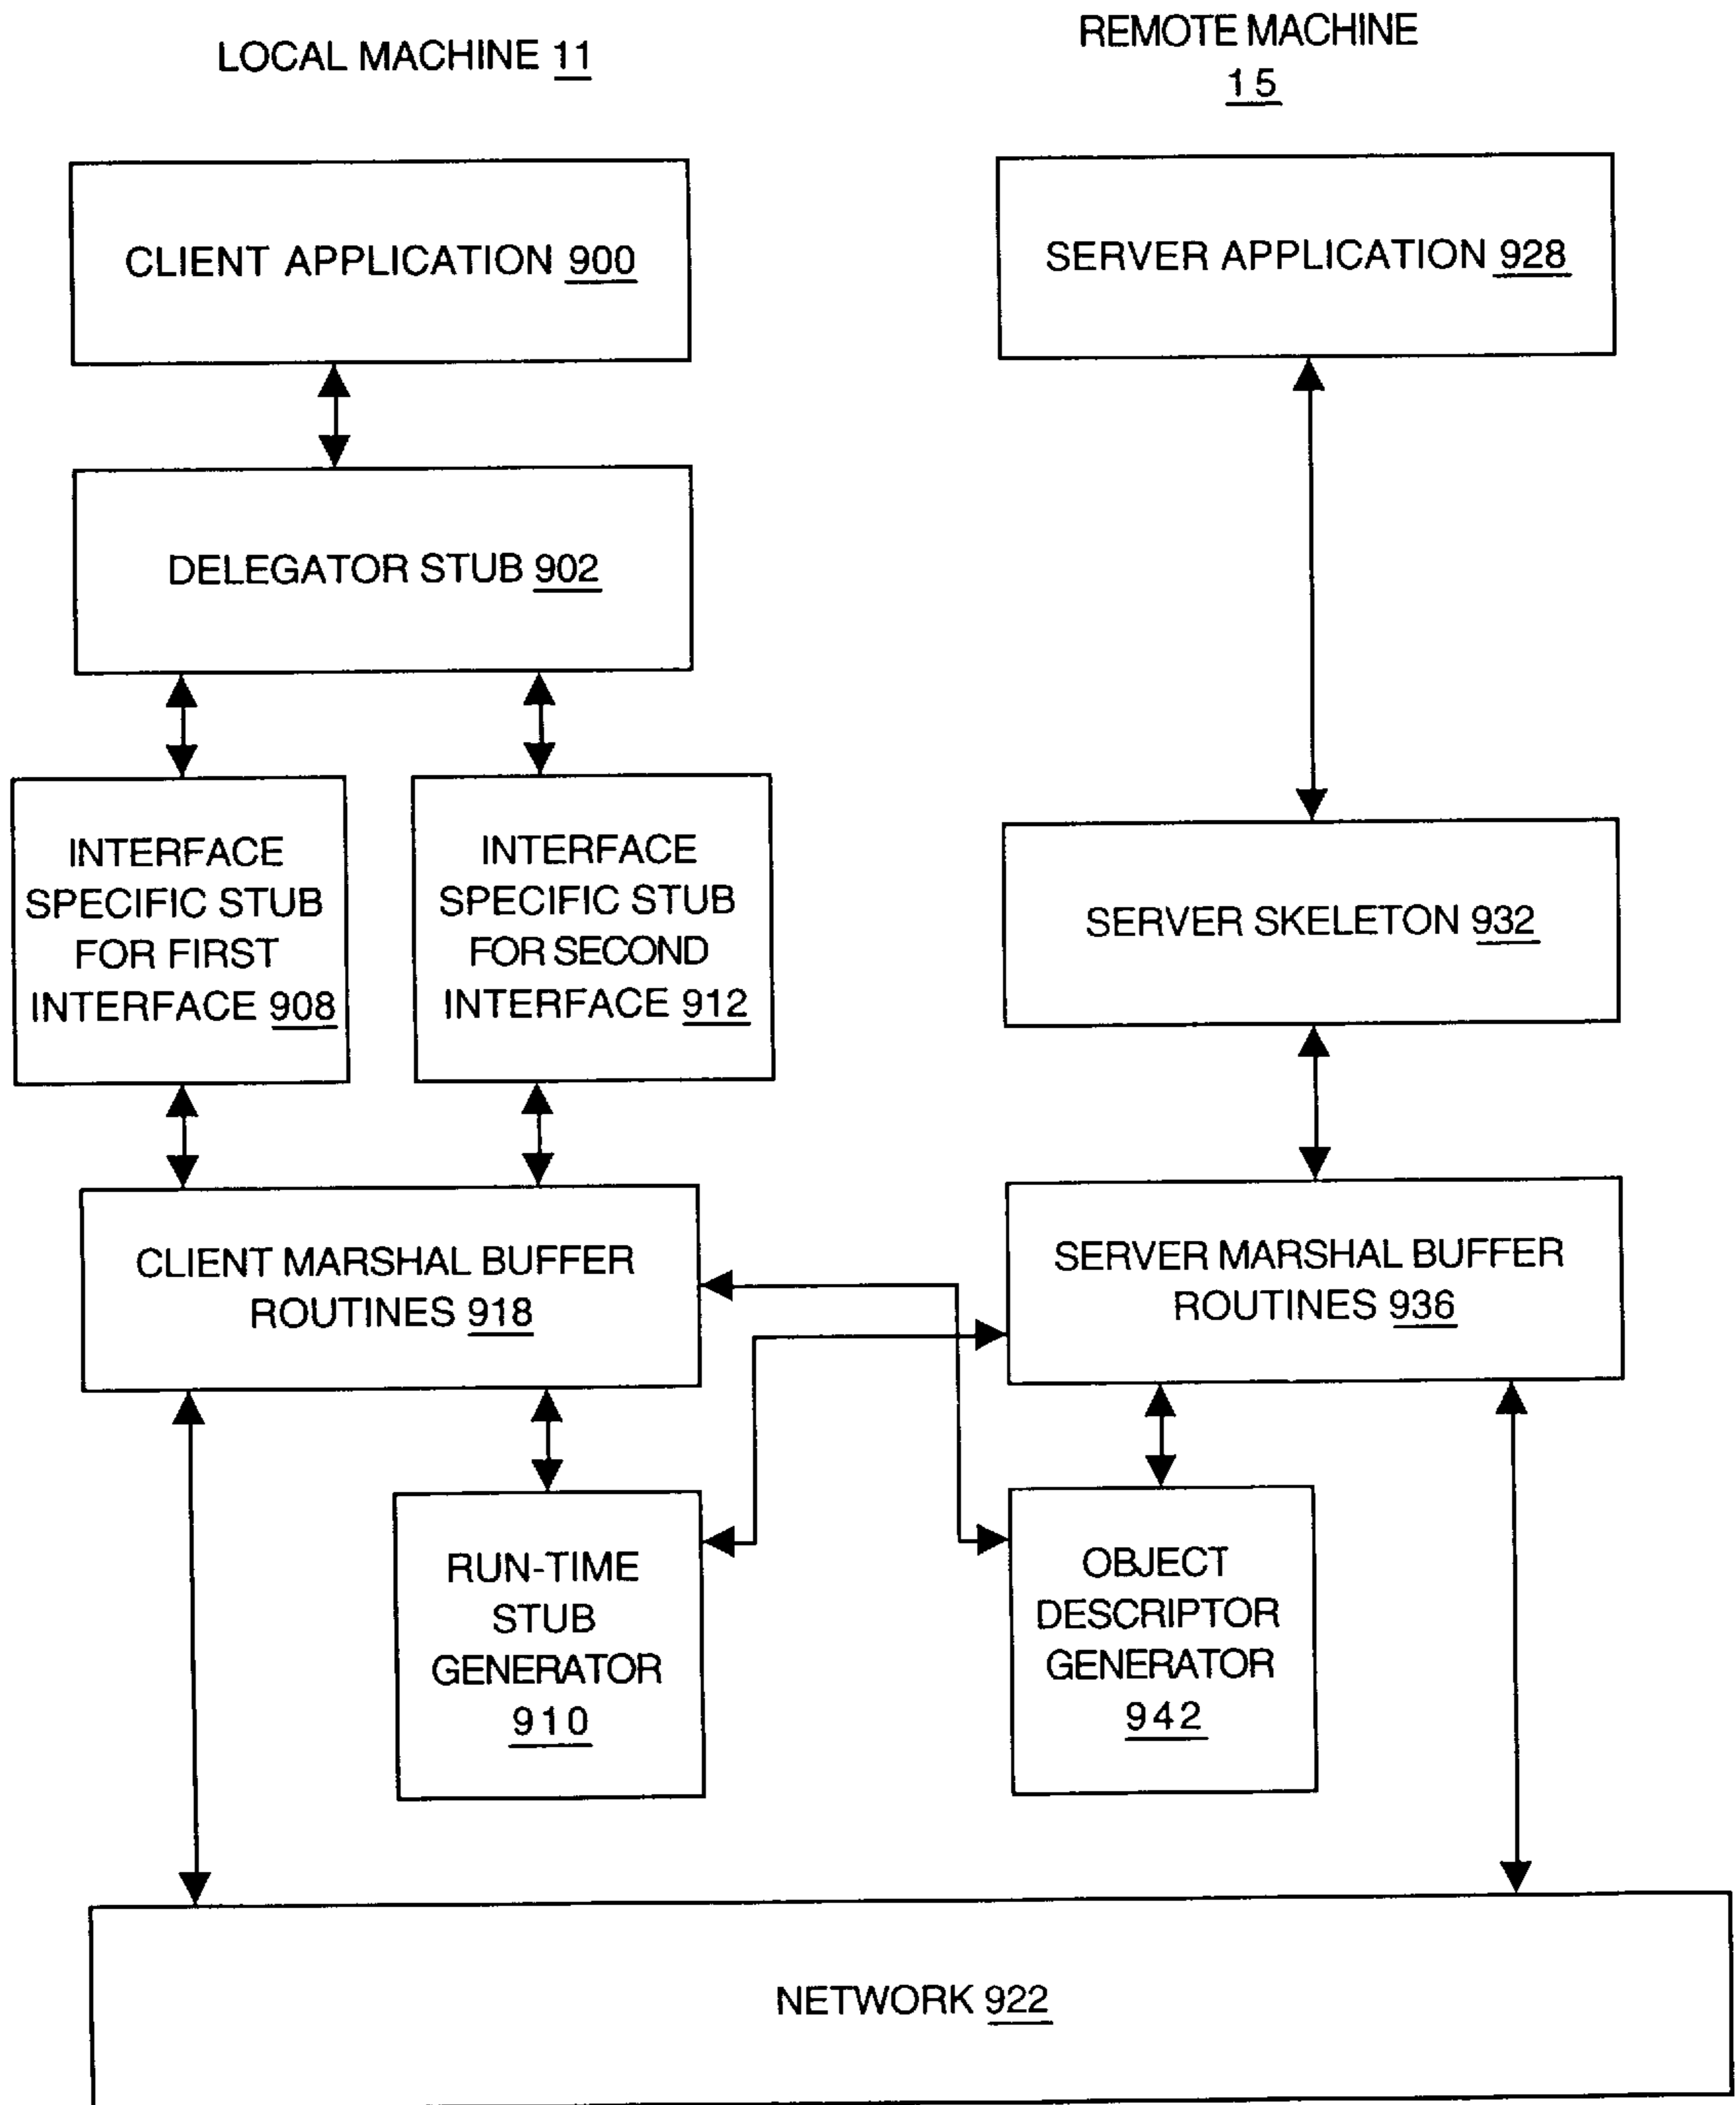 LOCAL MACHINE 11
REMOTE MACHINE
15
CLIENT APPLICATION 900
SERVER APPLICATION 928
DELEGATOR STUB 902
INTERFACE
SPECIFIC STUB
FOR FIRST
INTERFACE 908
INTERFACE
SPECIFIC STUB
FOR SECOND
INTERFACE 912
SERVER SKELETON 932
CLIENT MARSHAL BUFFER
ROUTINES 918
SERVER MARSHAL BUFFER
ROUTINES 936
RUN-TIME
STUB
GENERATOR
910
OBJECT
DESCRIPTOR
GENERATOR
942
NETWORK 922